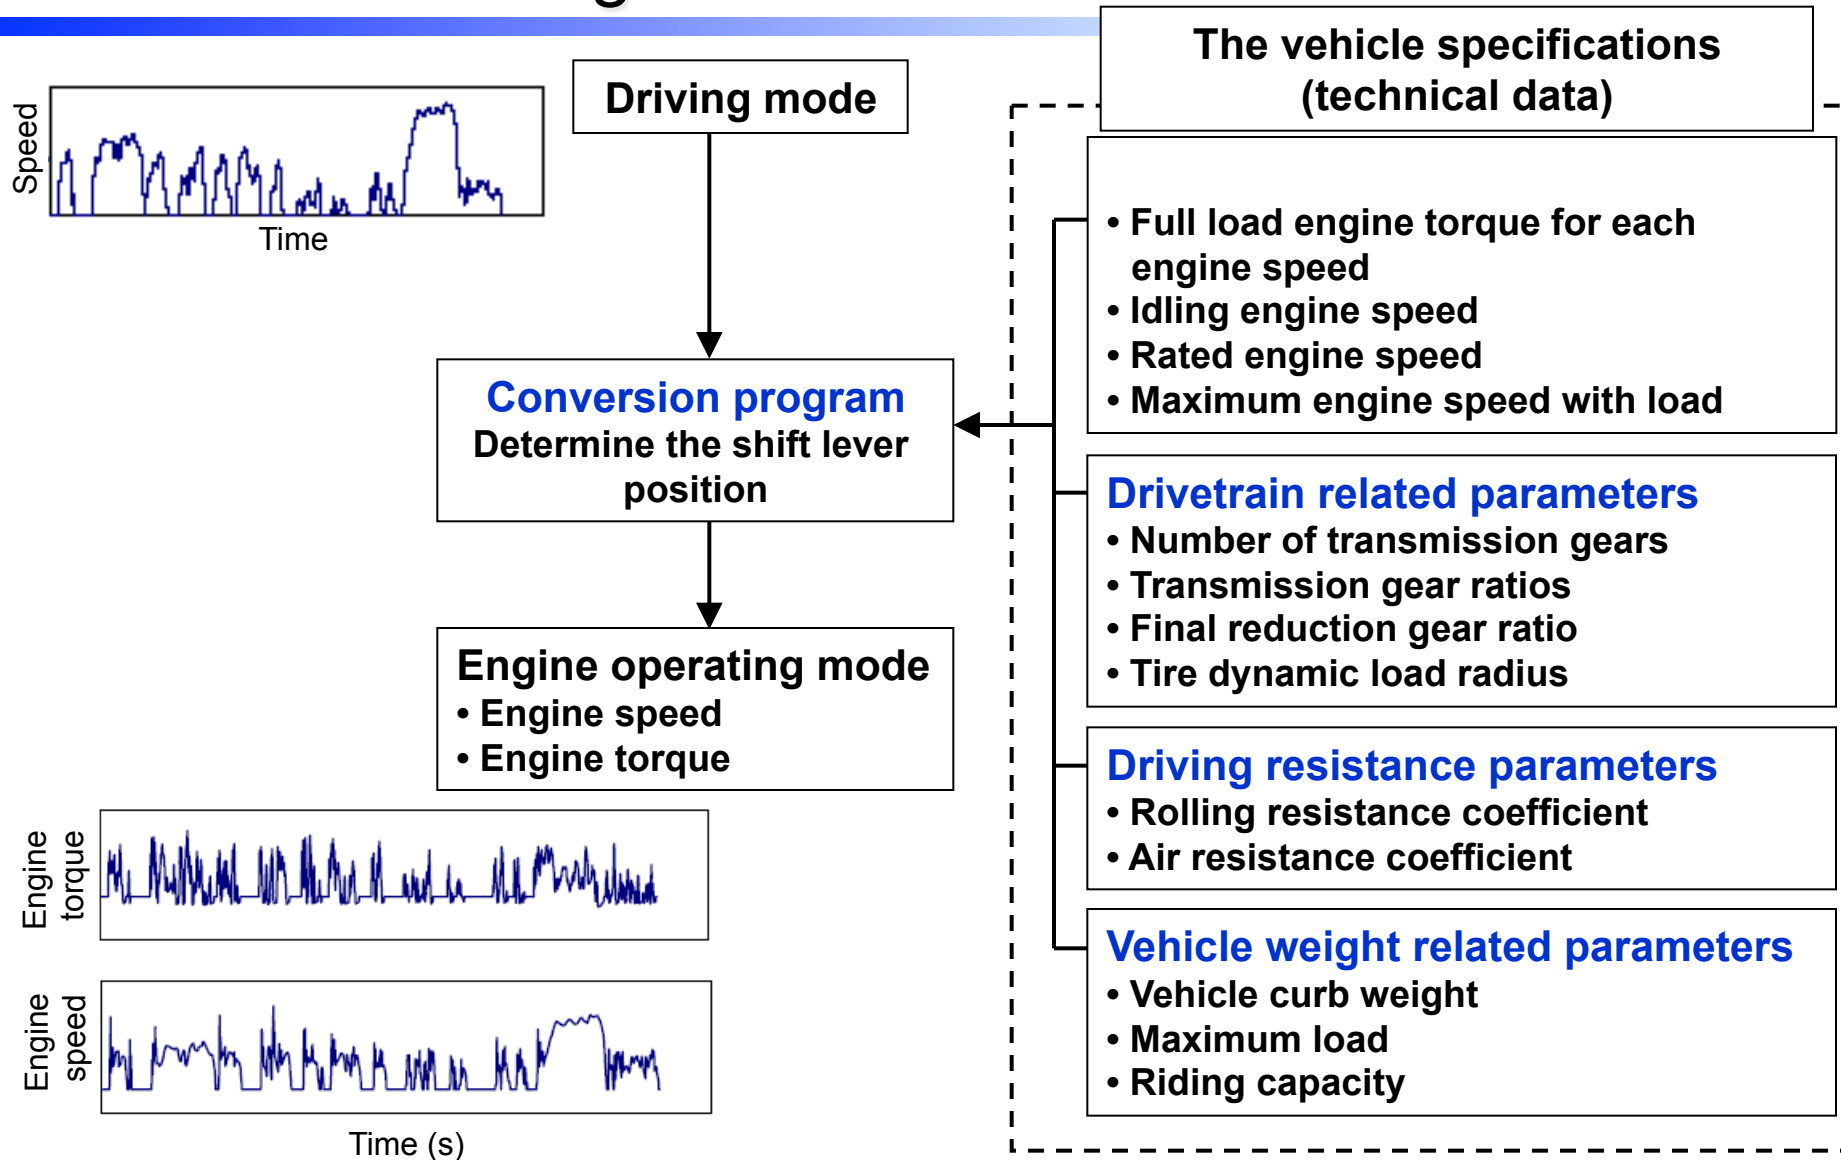 The vehicle specifications
(technical data)
Driving mode
Speed
Time
• Full load engine torque for each
engine speed
• Idling engine speed
• Rated engine speed
• Maximum engine speed with load
Conversion program
Determine the shift lever
position
Drivetrain related parameters
• Number of transmission gears
• Transmission gear ratios
• Final reduction gear ratio
• Tire dynamic load radius
Engine operating mode
• Engine speed
• Engine torque
Driving resistance parameters
• Rolling resistance coefficient
• Air resistance coefficient
Engine
torque
Vehicle weight related parameters
• Vehicle curb weight
• Maximum load
• Riding capacity
Engine
speed
Time (s)